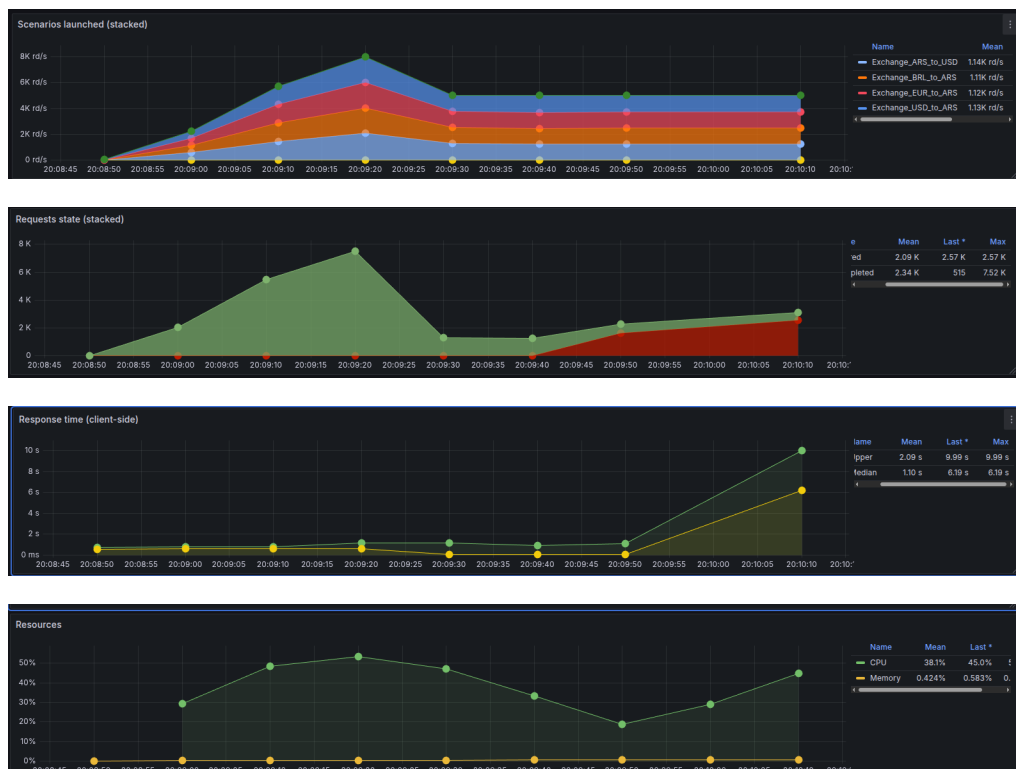 Scenarios launched (stacked)
8K rd/s
6K rd/s
4K rd/s
2K rd/s
0 rd/s
20:08:45 20:08:50 20:08:55 20:09:00 20:09:05 20:09:10 20:09:15 20:09:20 20:09:25 20:09:30 20:09:35 20:09:40 20:09:45 20:09:50 20:09:55 20:10:00 20:10:05 20:10:10 20:10:
Name Mean
Exchange_ARS_to_USD 1.14K rd/s
Exchange_BRL_to_ARS 1.11K rd/s
Exchange_EUR_to_ARS 1.12K rd/s
Exchange_USD_to_ARS 1.13K rd/s
Requests state (stacked)
8 K
6 K
4 K
2 K
0
20:08:45 20:08:50 20:08:55 20:09:00 20:09:05 20:09:10 20:09:15 20:09:20 20:09:25 20:09:30 20:09:35 20:09:40 20:09:45 20:09:50 20:09:55 20:10:00 20:10:05 20:10:10 20:10:
e Mean Last * Max
ed 2.09 K 2.57 K 2.57 K
pleted 2.34 K 515 7.52 K
Response time (client-side)
10 s
8 s
6 s
4 s
2 s
0 ms
20:08:45 20:08:50 20:08:55 20:09:00 20:09:05 20:09:10 20:09:15 20:09:20 20:09:25 20:09:30 20:09:35 20:09:40 20:09:45 20:09:50 20:09:55 20:10:00 20:10:05 20:10:10 20:10:
lame Mean Last * Max
pper 2.09 s 9.99 s 9.99 s
edian 1.10 s 6.19 s 6.19 s
Resources
50%
40%
30%
20%
10%
0%
Name Mean Last *
CPU 38.1% 45.0%
Memory 0.424% 0.583% 0.